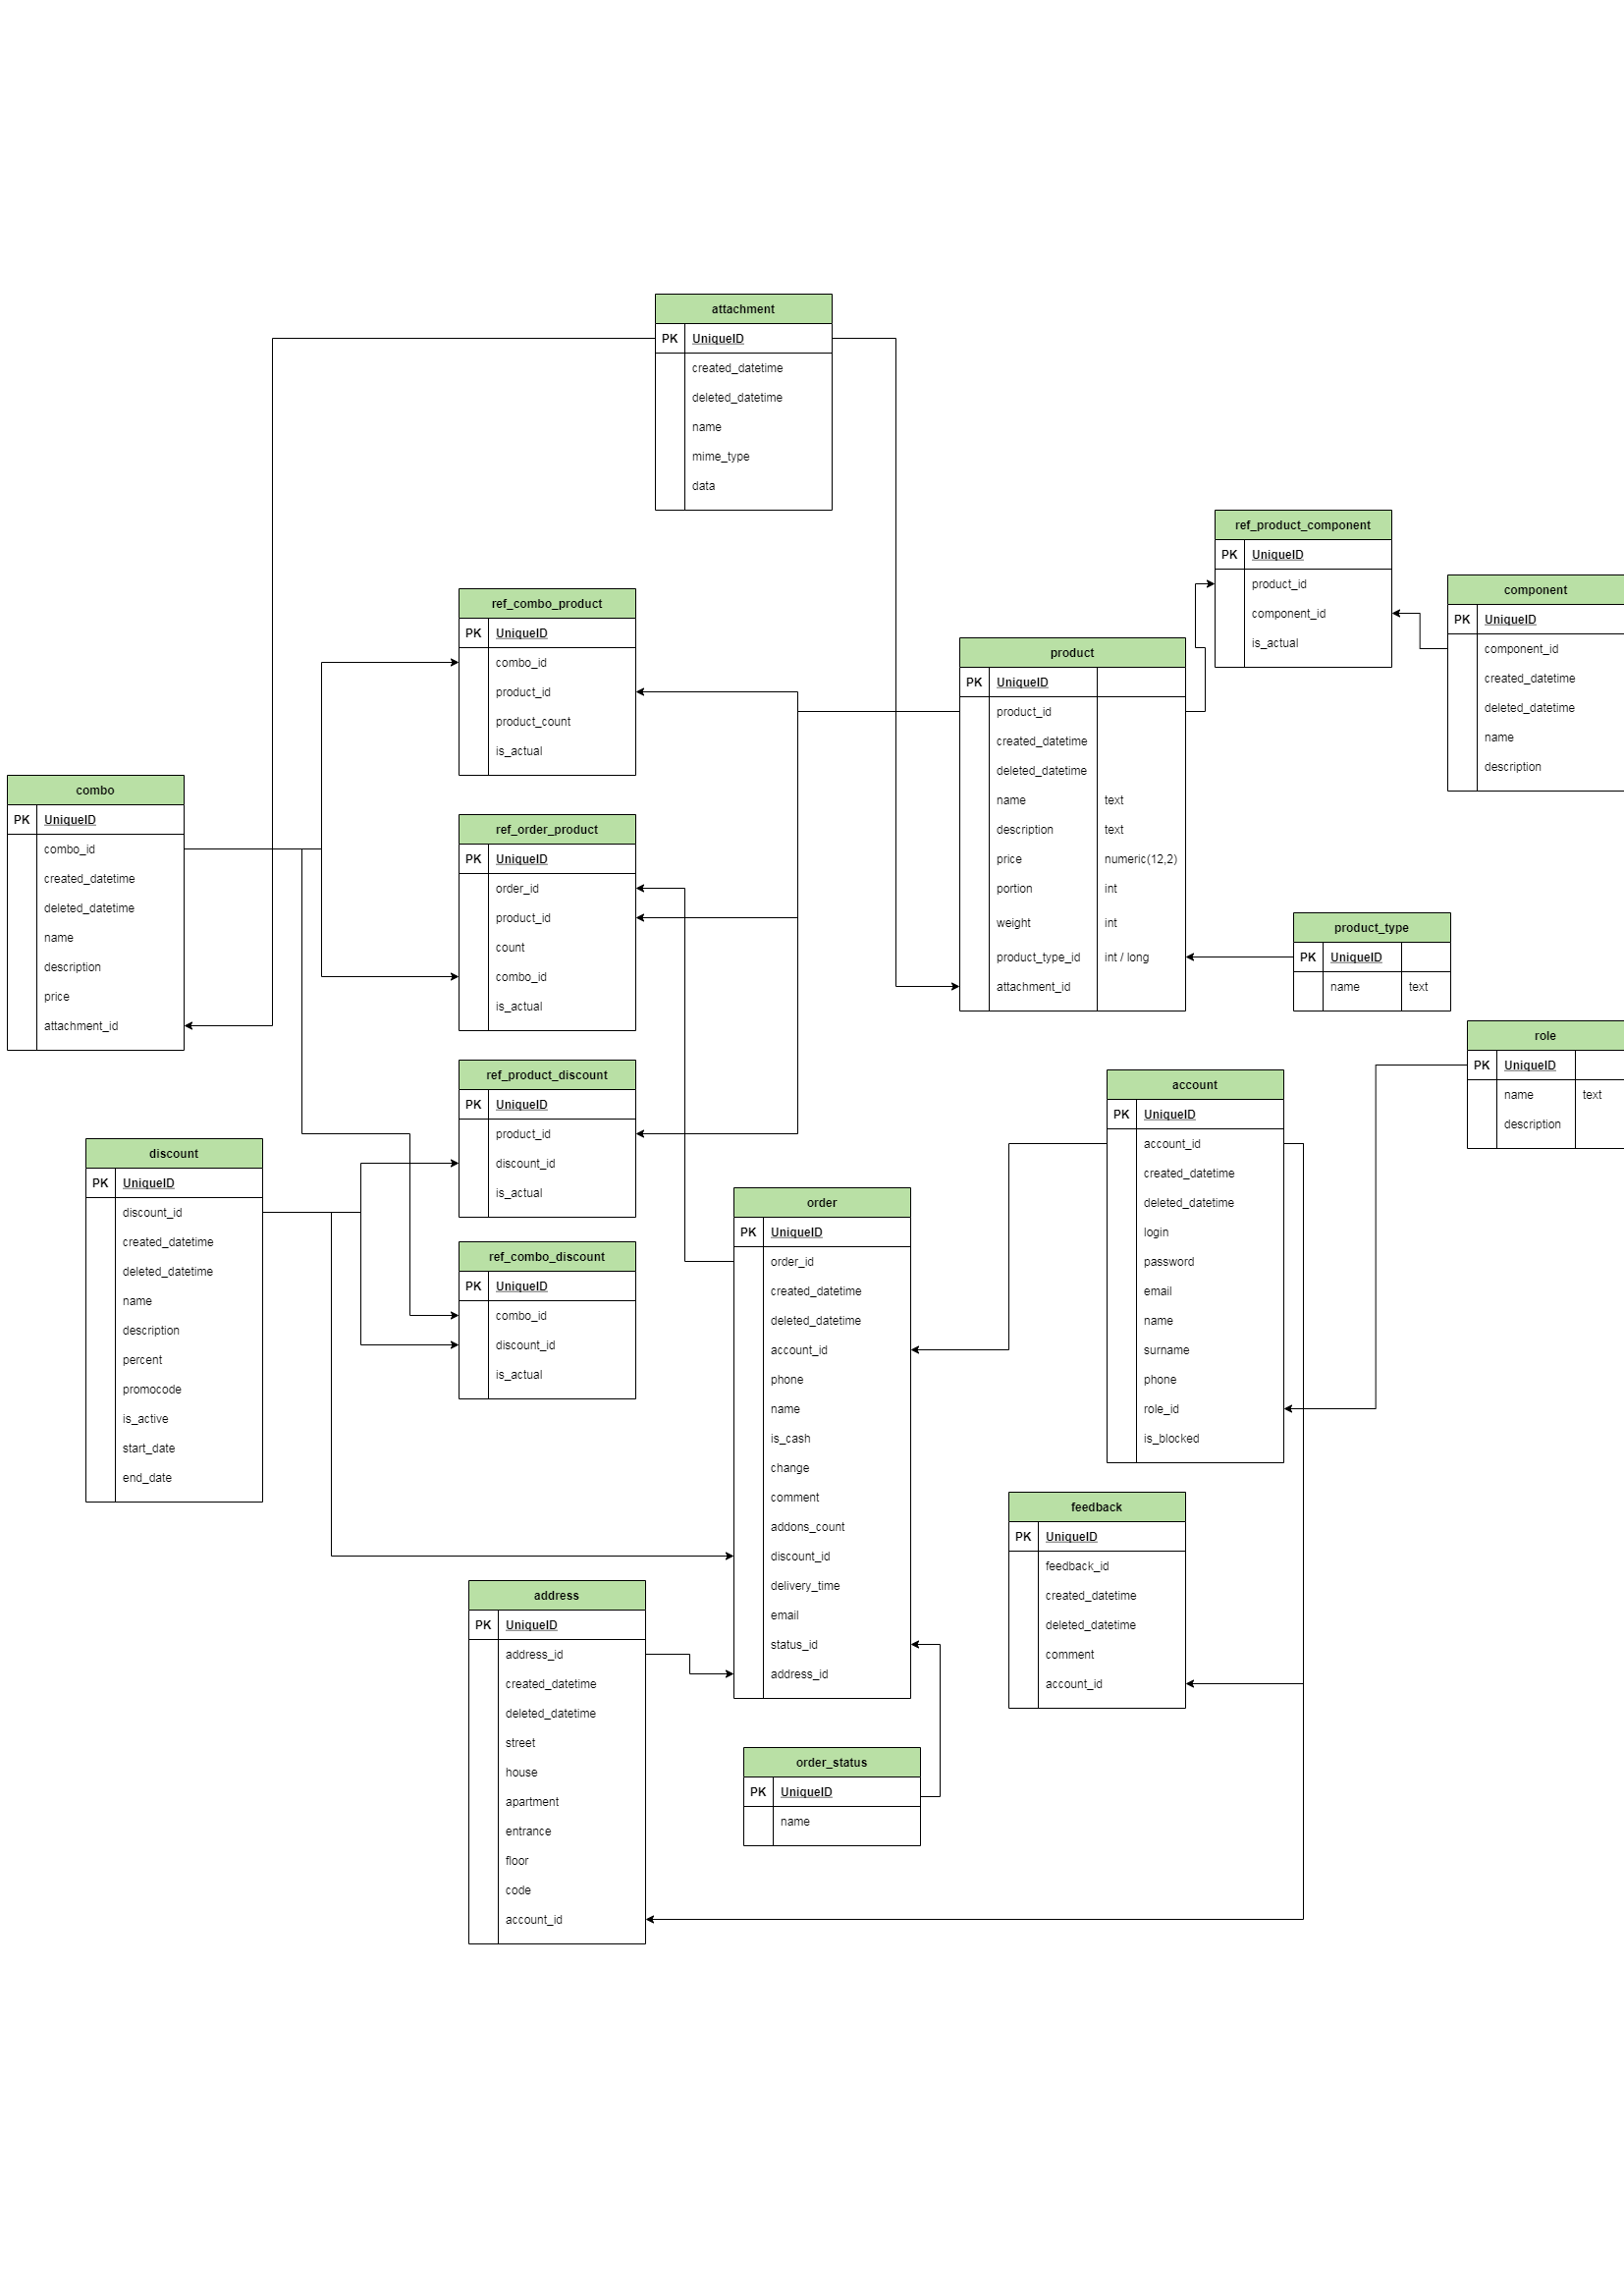 attachment
PK UniqueID
created_datetime
deleted_datetime
name
mime_type
data
ref_product_component
PK UniqueID
product_id
component_id
is_actual
component
PK UniqueID
component_id
created_datetime
deleted_datetime
name
description
ref_combo_product
PK UniqueID
combo_id
product_id
product_count
is_actual
product
PK UniqueID
product_id
created_datetime
deleted_datetime
name text
description text
price numeric(12,2)
portion int
weight int
product_type_id int / long
attachment_id
combo
PK UniqueID
combo_id
created_datetime
deleted_datetime
name
description
price
attachment_id
ref_order_product
PK UniqueID
order_id
product_id
count
combo_id
is_actual
product_type
PK UniqueID
name text
role
PK UniqueID
name text
description
ref_product_discount
PK UniqueID
product_id
discount_id
is_actual
account
PK UniqueID
account_id
created_datetime
deleted_datetime
login
password
email
name
surname
phone
role_id
is_blocked
discount
PK UniqueID
discount_id
created_datetime
deleted_datetime
name
description
percent
promocode
is_active
start_date
end_date
ref_combo_discount
PK UniqueID
combo_id
discount_id
is_actual
order
PK UniqueID
order_id
created_datetime
deleted_datetime
account_id
phone
name
is_cash
change
comment
addons_count
discount_id
delivery_time
email
status_id
address_id
feedback
PK UniqueID
feedback_id
created_datetime
deleted_datetime
comment
account_id
address
PK UniqueID
address_id
created_datetime
deleted_datetime
street
house
apartment
entrance
floor
code
account_id
order_status
PK UniqueID
name